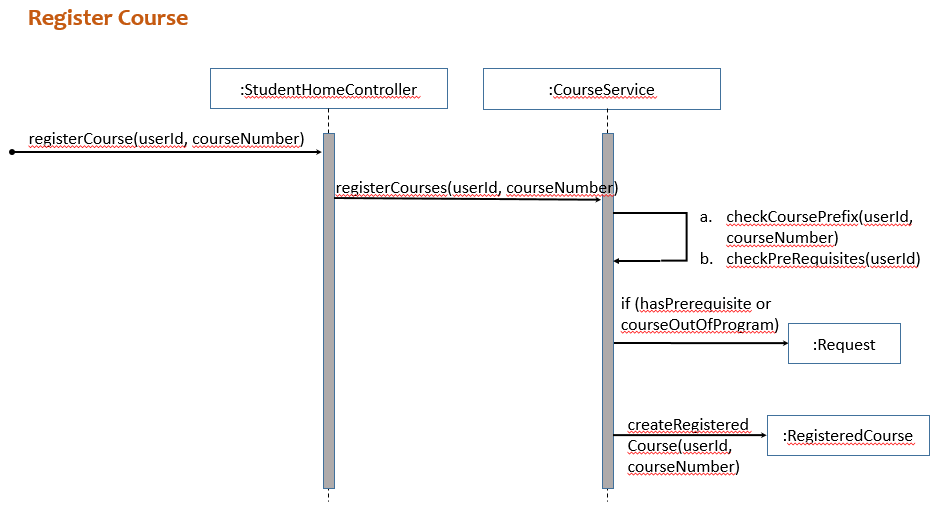 Register Course
:StudentHomeController
:CourseService
registerCourse(userId, courseNumber)
registerCourses(userId, courseNumber)
a. checkCoursePrefix(userId,
courseNumber)
b. checkPreRequisites(userId)
if (hasPrerequisite or
courseOutOfProgram)
:Request
createRegistered
Course(userId,
courseNumber)
:RegisteredCourse